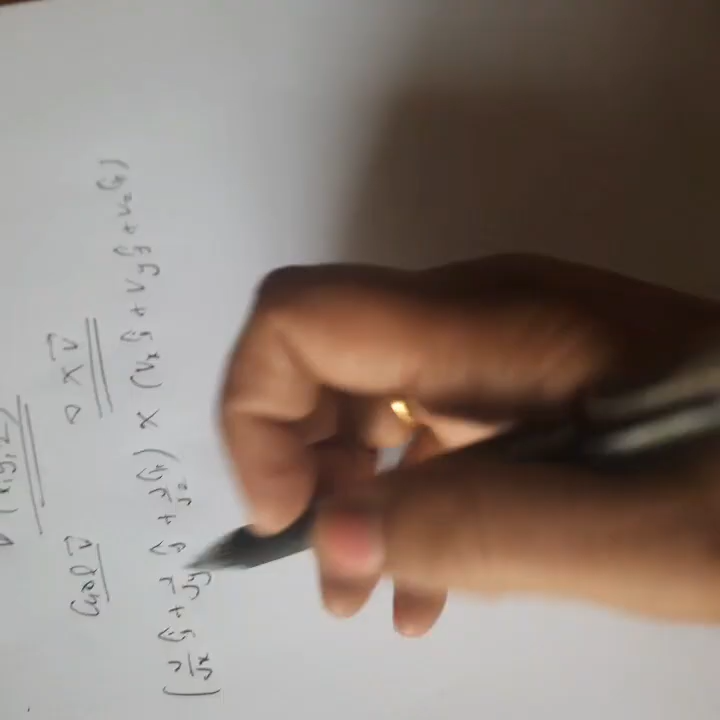 V(x,y,z)
Curl V⃗    ∇ × V⃗
(∂/∂x î + ∂/∂y ĵ + ∂/∂z k̂) × (Vx î + Vy ĵ + Vz k̂)